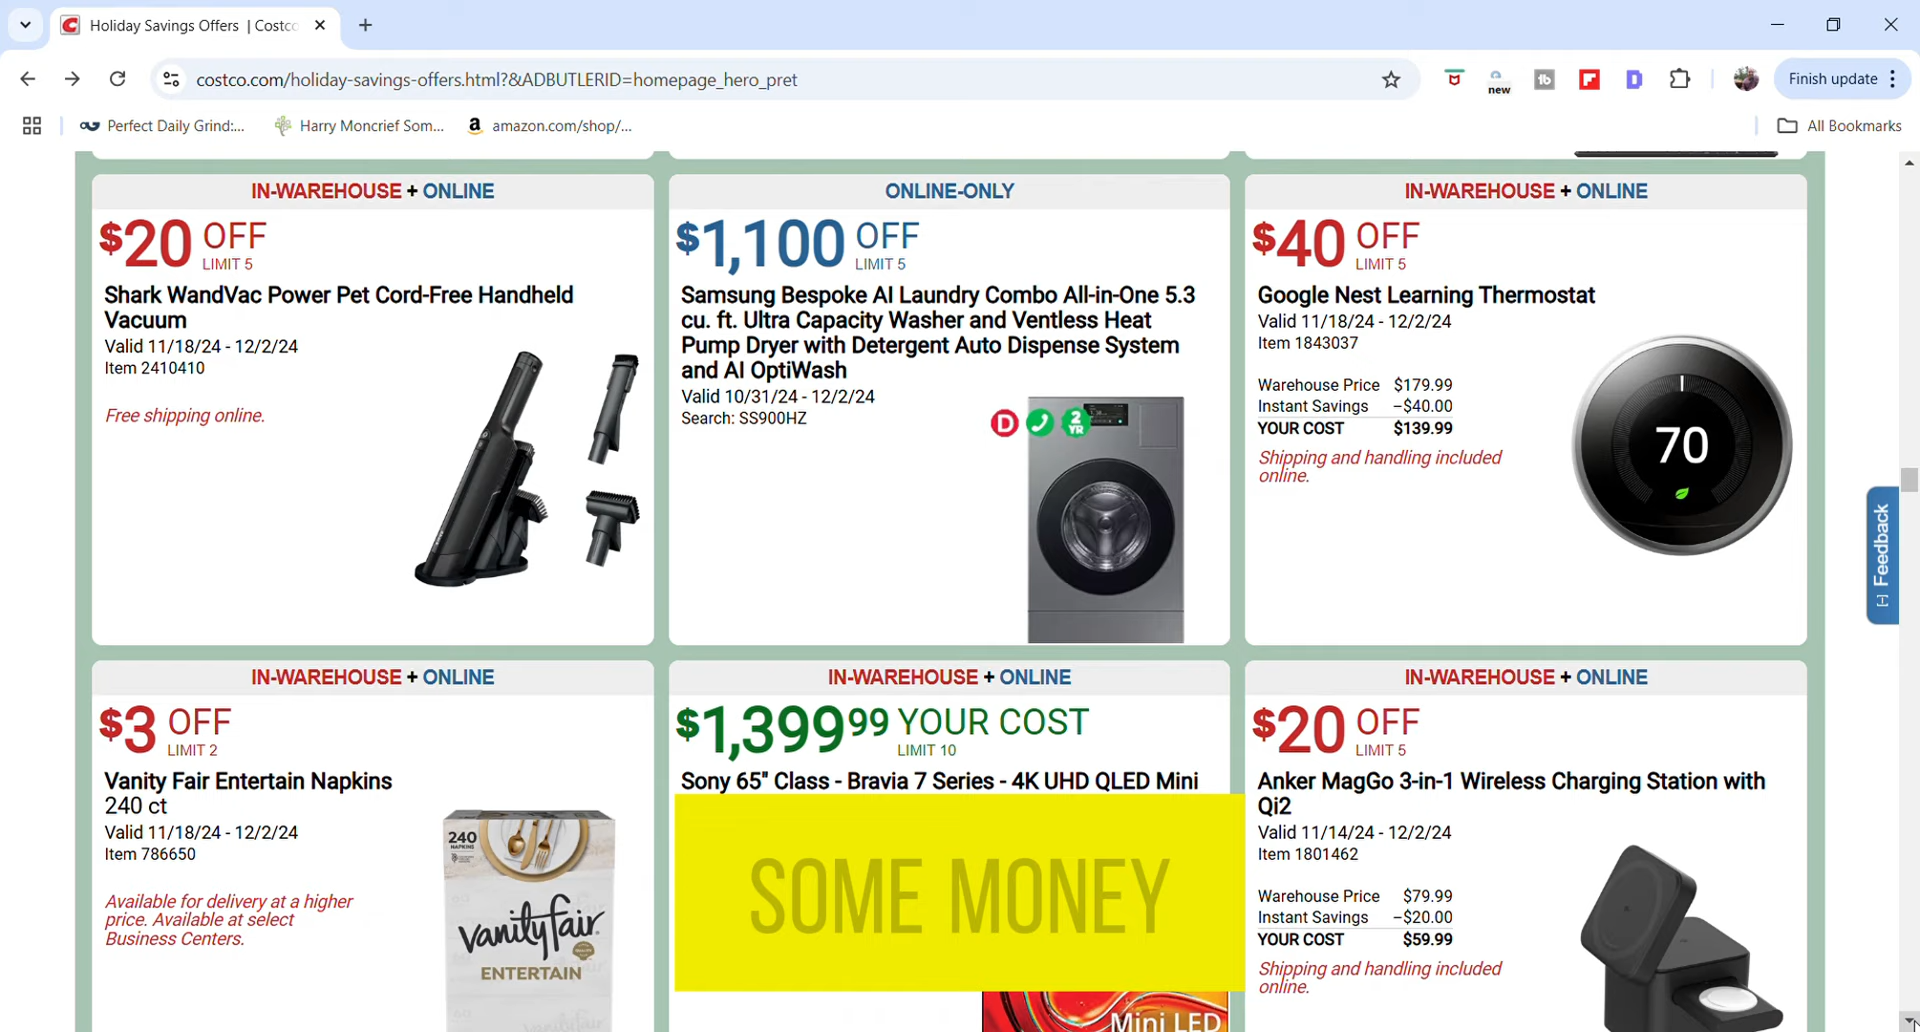 Holiday Savings Offers | Costco
costco.com/holiday-savings-offers.html?&ADBUTLERID=homepage_hero_pret
new
Finish update
Perfect Daily Grind:...
Harry Moncrief Som...
amazon.com/shop/...
All Bookmarks
IN-WAREHOUSE + ONLINE
$20 OFF
LIMIT 5
Shark WandVac Power Pet Cord-Free Handheld
Vacuum
Valid 11/18/24 - 12/2/24
Item 2410410
Free shipping online.
ONLINE-ONLY
$1,100 OFF
LIMIT 5
Samsung Bespoke AI Laundry Combo All-in-One 5.3
cu. ft. Ultra Capacity Washer and Ventless Heat
Pump Dryer with Detergent Auto Dispense System
and AI OptiWash
Valid 10/31/24 - 12/2/24
Search: SS900HZ
D
2
YR
IN-WAREHOUSE + ONLINE
$40 OFF
LIMIT 5
Google Nest Learning Thermostat
Valid 11/18/24 - 12/2/24
Item 1843037
Warehouse Price $179.99
Instant Savings –$40.00
YOUR COST $139.99
Shipping and handling included
online.
70
[-] Feedback
IN-WAREHOUSE + ONLINE
$3 OFF
LIMIT 2
Vanity Fair Entertain Napkins
240 ct
Valid 11/18/24 - 12/2/24
Item 786650
Available for delivery at a higher
price. Available at select
Business Centers.
240
NAPKINS
vanityfair
ENTERTAIN
IN-WAREHOUSE + ONLINE
$1,399 99 YOUR COST
LIMIT 10
Sony 65" Class - Bravia 7 Series - 4K UHD QLED Mini
SOME MONEY
Mini LED
IN-WAREHOUSE + ONLINE
$20 OFF
LIMIT 5
Anker MagGo 3-in-1 Wireless Charging Station with
Qi2
Valid 11/14/24 - 12/2/24
Item 1801462
Warehouse Price $79.99
Instant Savings –$20.00
YOUR COST $59.99
Shipping and handling included
online.